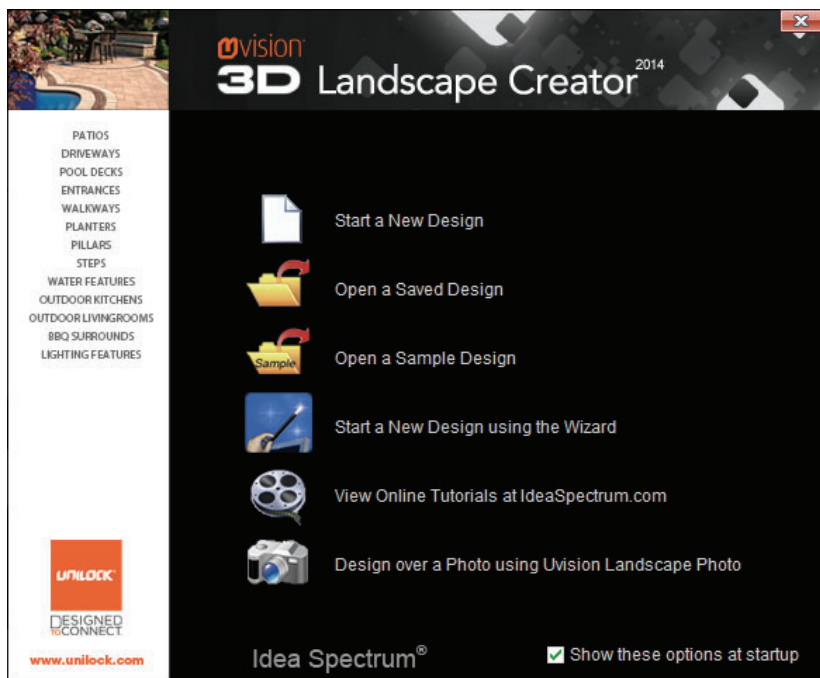 Uvision
3D Landscape Creator 2014
PATIOS
DRIVEWAYS
POOL DECKS
ENTRANCES
WALKWAYS
PLANTERS
PILLARS
STEPS
WATER FEATURES
OUTDOOR KITCHENS
OUTDOOR LIVINGROOMS
BBQ SURROUNDS
LIGHTING FEATURES
UNILOCK
DESIGNED
TO CONNECT
www.unilock.com
Start a New Design
Open a Saved Design
Sample
Open a Sample Design
Start a New Design using the Wizard
View Online Tutorials at IdeaSpectrum.com
Design over a Photo using Uvision Landscape Photo
Idea Spectrum®
Show these options at startup